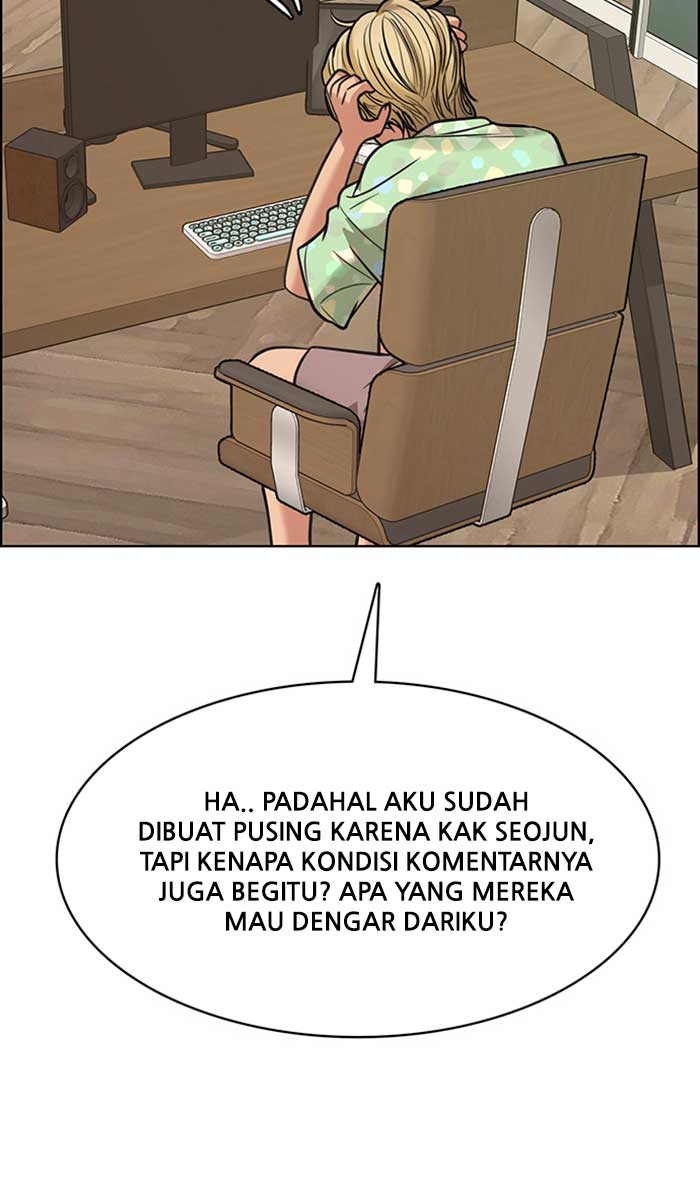 HA.. PADAHAL AKU SUDAH
DIBUAT PUSING KARENA KAK SEOJUN,
TAPI KENAPA KONDISI KOMENTARNYA
JUGA BEGITU? APA YANG MEREKA
MAU DENGAR DARIKU?